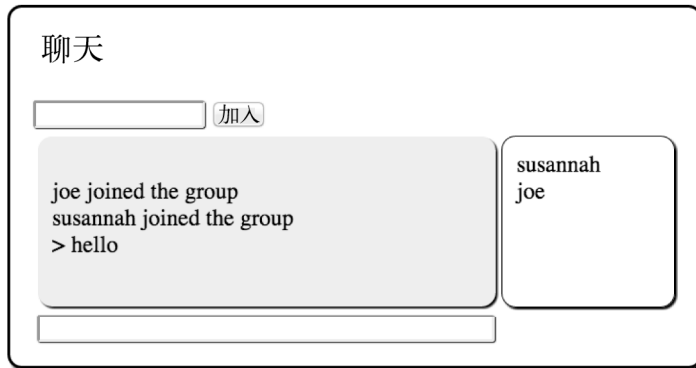 聊天
加入
joe joined the group
susannah joined the group
> hello
susannah
joe